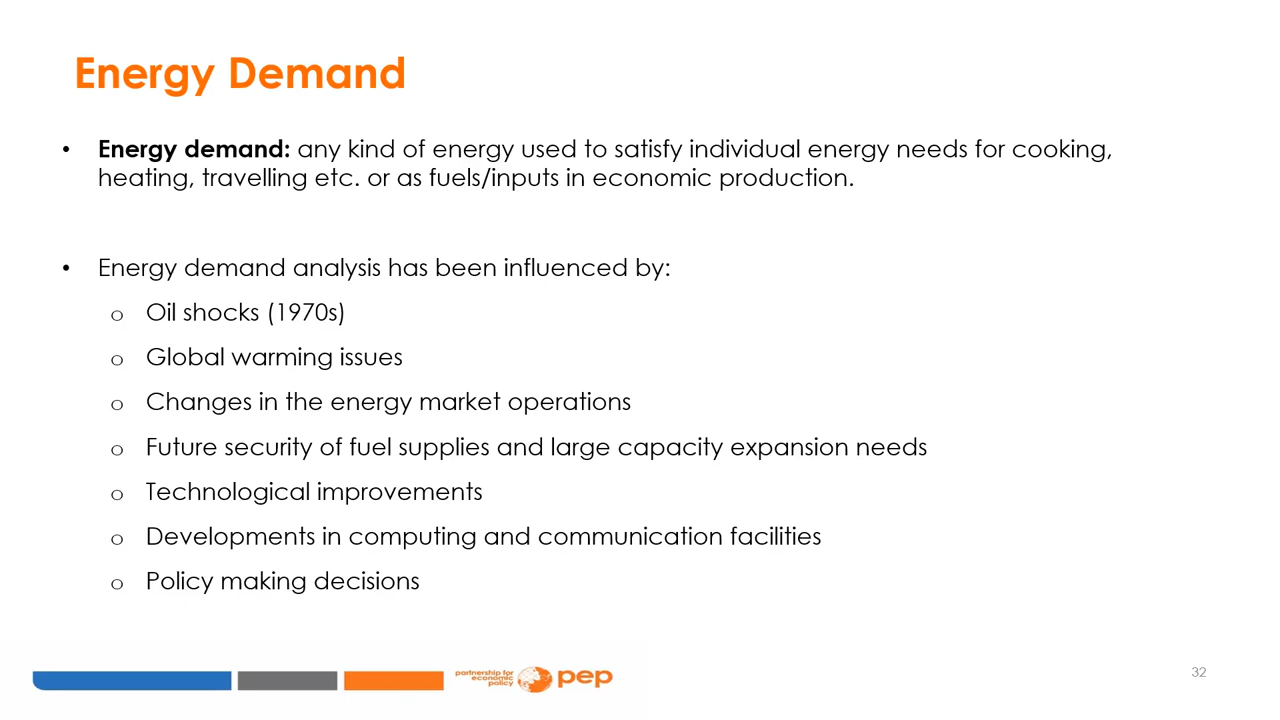 Energy Demand
• Energy demand: any kind of energy used to satisfy individual energy needs for cooking,
heating, travelling etc. or as fuels/inputs in economic production.
• Energy demand analysis has been influenced by:
o Oil shocks (1970s)
o Global warming issues
o Changes in the energy market operations
o Future security of fuel supplies and large capacity expansion needs
o Technological improvements
o Developments in computing and communication facilities
o Policy making decisions
partnership for
economic
policy
pep
32